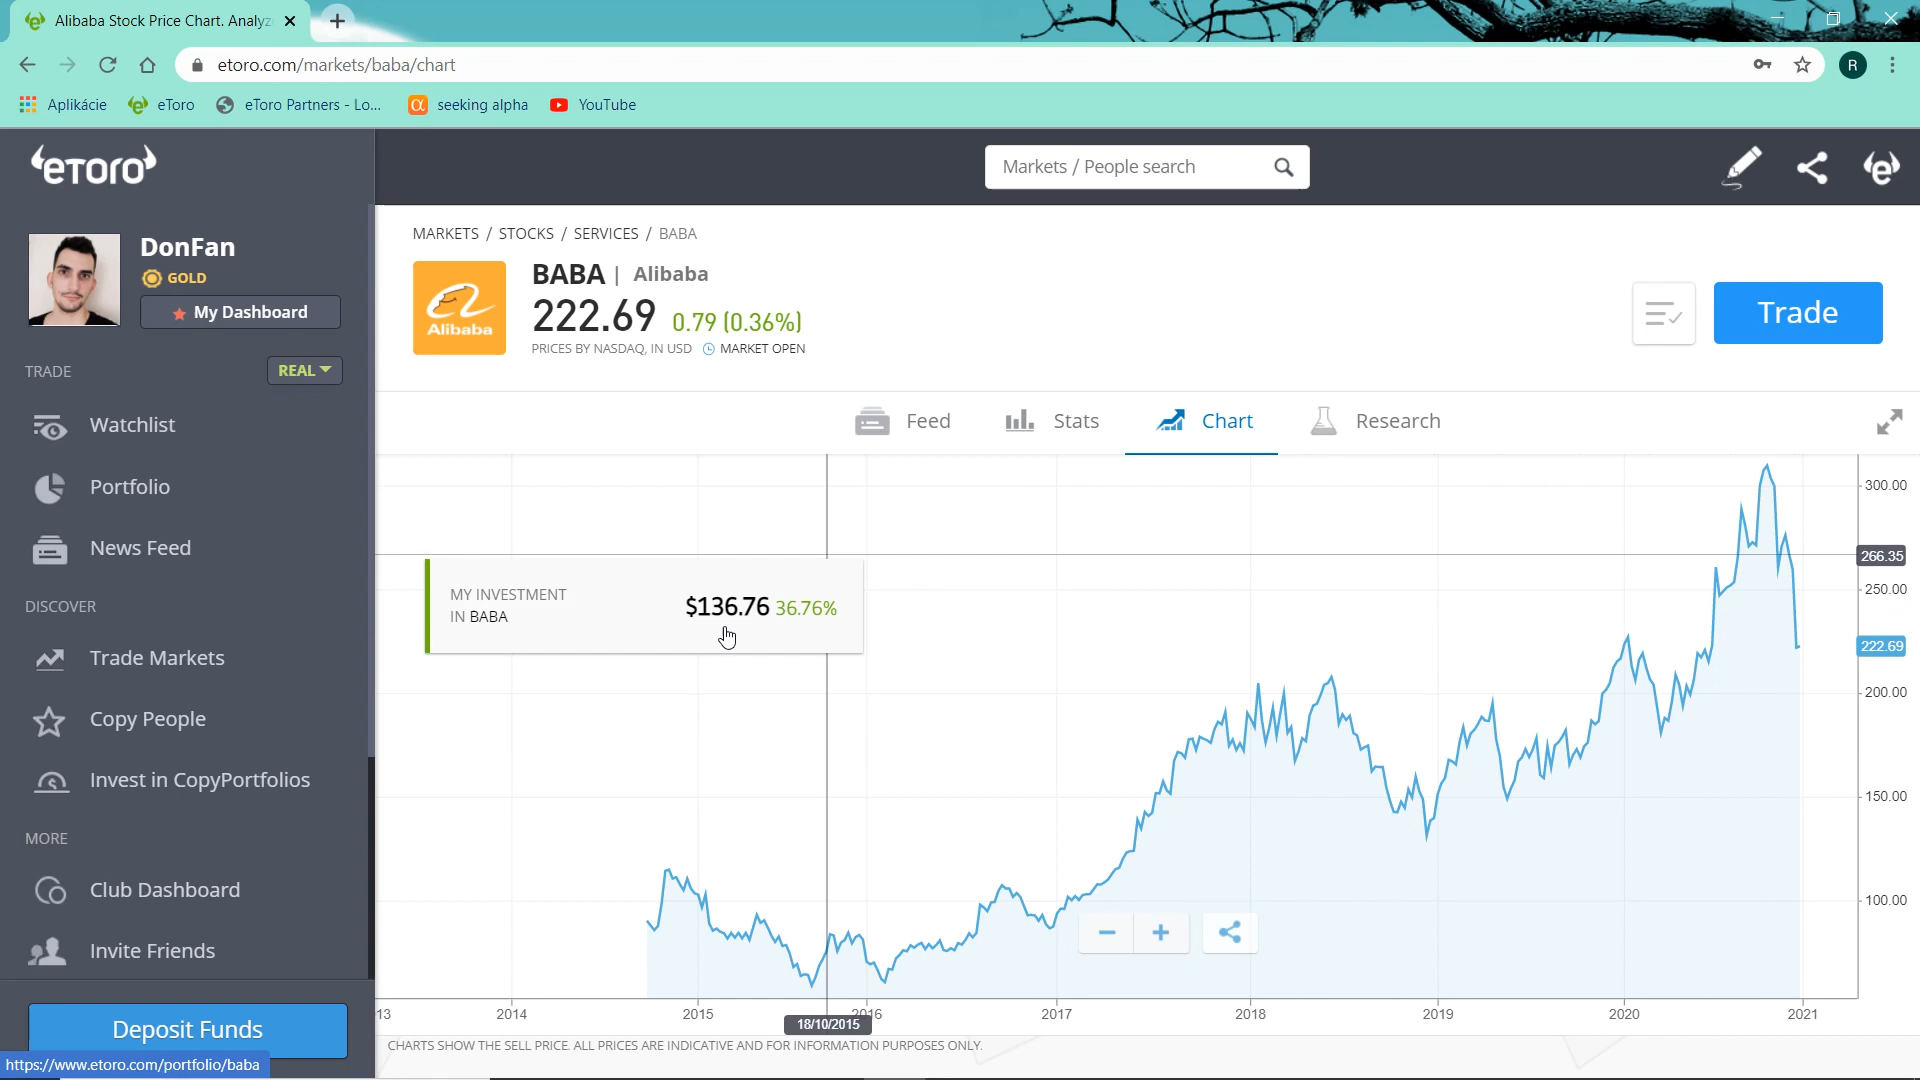 Alibaba Stock Price Chart. Analyz
etoro.com/markets/baba/chart
R
Aplikácie
eToro
eToro Partners - Lo...
seeking alpha
YouTube
eTORO
Markets / People search
DonFan
GOLD
My Dashboard
TRADE
REAL
Watchlist
Portfolio
News Feed
DISCOVER
Trade Markets
Copy People
Invest in CopyPortfolios
MORE
Club Dashboard
Invite Friends
Deposit Funds
https://www.etoro.com/portfolio/baba
MARKETS / STOCKS / SERVICES / BABA
Alibaba
BABA | Alibaba
222.69 0.79 (0.36%)
PRICES BY NASDAQ, IN USD MARKET OPEN
Trade
Feed
Stats
Chart
Research
MY INVESTMENT
IN BABA
$136.76 36.76%
300.00
266.35
250.00
222.69
200.00
150.00
100.00
13
2014
2015
2016
2017
2018
2019
2020
2021
18/10/2015
CHARTS SHOW THE SELL PRICE. ALL PRICES ARE INDICATIVE AND FOR INFORMATION PURPOSES ONLY.